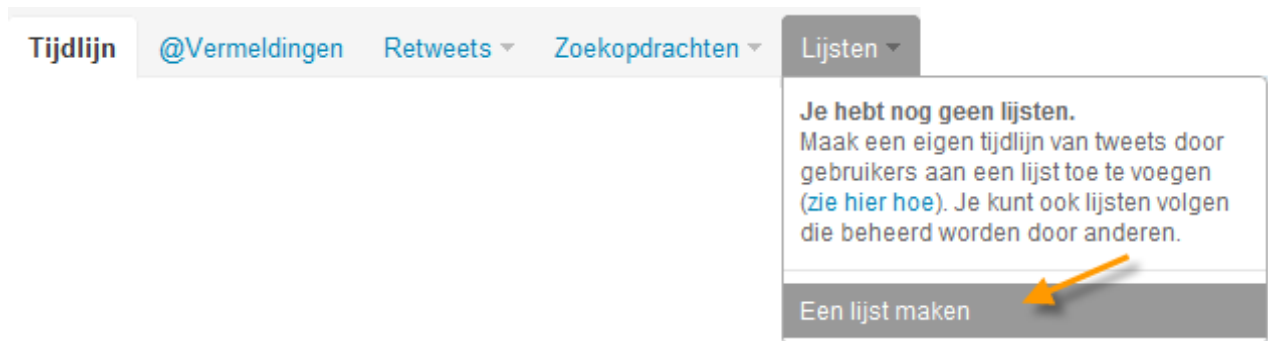 Tijdlijn @Vermeldingen Retweets Zoekopdrachten Lijsten
Je hebt nog geen lijsten.
Maak een eigen tijdlijn van tweets door
gebruikers aan een lijst toe te voegen
(zie hier hoe). Je kunt ook lijsten volgen
die beheerd worden door anderen.
Een lijst maken